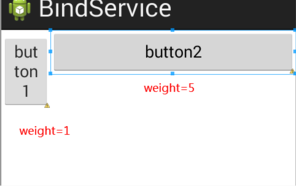 BindService
but
ton
1
button2
weight=5
weight=1